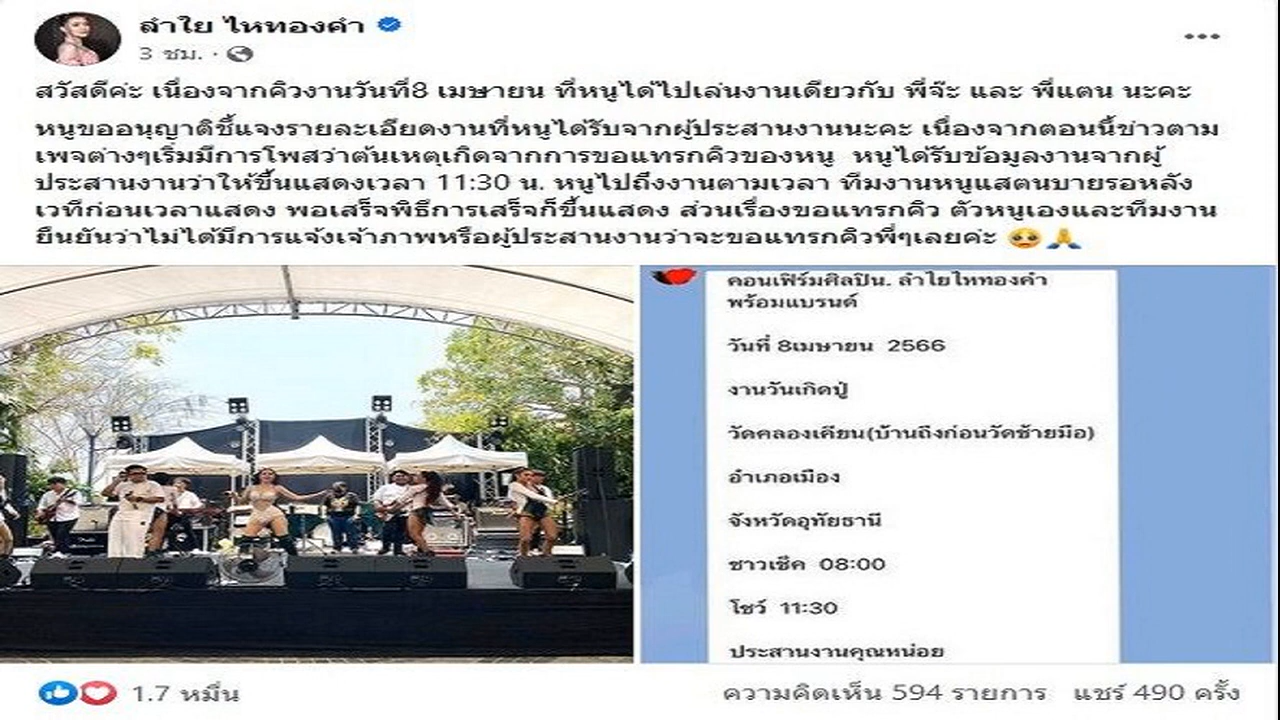 ลำไย ไหทองคำ
3 ชม. ·
สวัสดีค่ะ เนื่องจากคิวงานวันที่8 เมษายน ที่หนูได้ไปเล่นงานเดียวกับ พี่จ๊ะ และ พี่แตน นะคะ
หนูขออนุญาติชี้แจงรายละเอียดงานที่หนูได้รับจากผู้ประสานงานนะคะ เนื่องจากตอนนี้ข่าวตาม
เพจต่างๆเริ่มมีการโพสว่าต้นเหตุเกิดจากการขอแทรกคิวของหนู หนูได้รับข้อมูลงานจากผู้
ประสานงานว่าให้ขึ้นแสดงเวลา 11:30 น. หนูไปถึงงานตามเวลา ทีมงานหนูแสตนบายรอหลัง
เวทีก่อนเวลาแสดง พอเสร็จพิธีการเสร็จก็ขึ้นแสดง ส่วนเรื่องขอแทรกคิว ตัวหนูเองและทีมงาน
ยืนยันว่าไม่ได้มีการแจ้งเจ้าภาพหรือผู้ประสานงานว่าจะขอแทรกคิวพี่ๆเลยค่ะ 🥺🙏
คอนเฟิร์มศิลปิน. ลำไยไหทองคำ
พร้อมแบรนด์
วันที่ 8เมษายน 2566
งานวันเกิดปู่
วัดคลองเคียน(บ้านถึงก่อนวัดซ้ายมือ)
อำเภอเมือง
จังหวัดอุทัยธานี
ซาวเช็ค 08:00
โชว์ 11:30
ประสานงานคุณหน่อย
1.7 หมื่น
ความคิดเห็น 594 รายการ แชร์ 490 ครั้ง